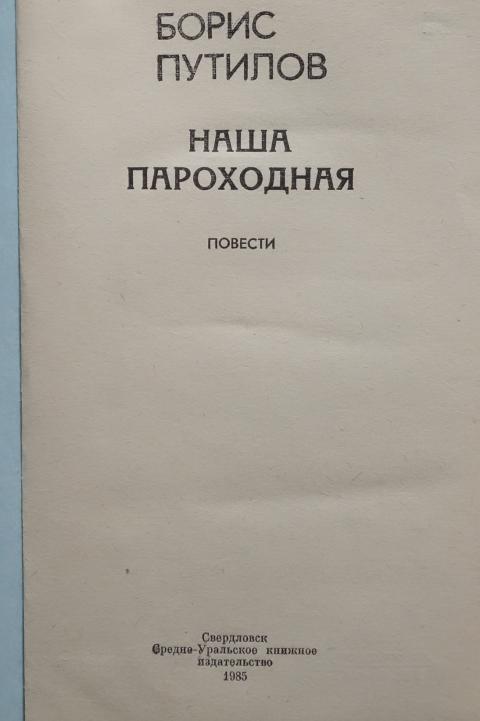 БОРИС
ПУТИЛОВ
НАША
ПАРОХОДНАЯ
ПОВЕСТИ
Свердловск
Средне-Уральское книжное
издательство
1985